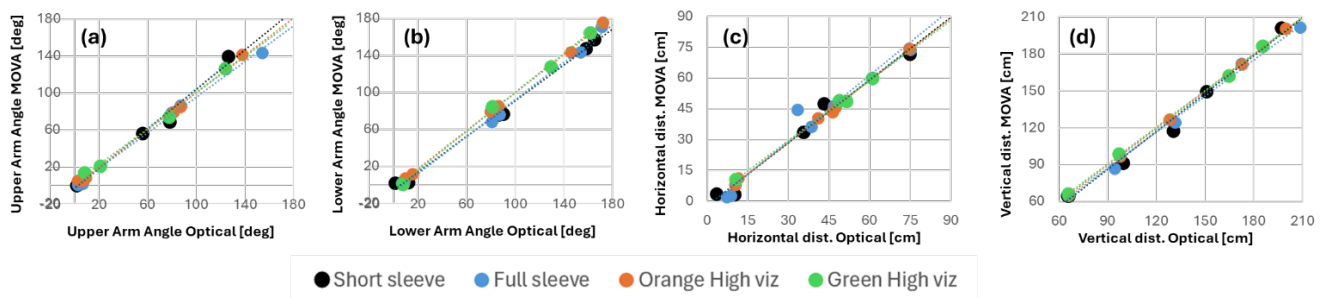 Upper Arm Angle MOVA [deg]
180
140
100
60
20
-20
(a)
20 60 100 140 180
Upper Arm Angle Optical [deg]
Lower Arm Angle MOVA [deg]
180
140
100
60
20
-20
(b)
20 60 100 140 180
Lower Arm Angle Optical [deg]
Horizontal dist. MOVA [cm]
90
75
60
45
30
15
0
(c)
0 15 30 45 60 75 90
Horizontal dist. Optical [cm]
Vertical dist. MOVA [cm]
210
180
150
120
90
60
(d)
60 90 120 150 180 210
Vertical dist. Optical [cm]
Short sleeve Full sleeve Orange High viz Green High viz